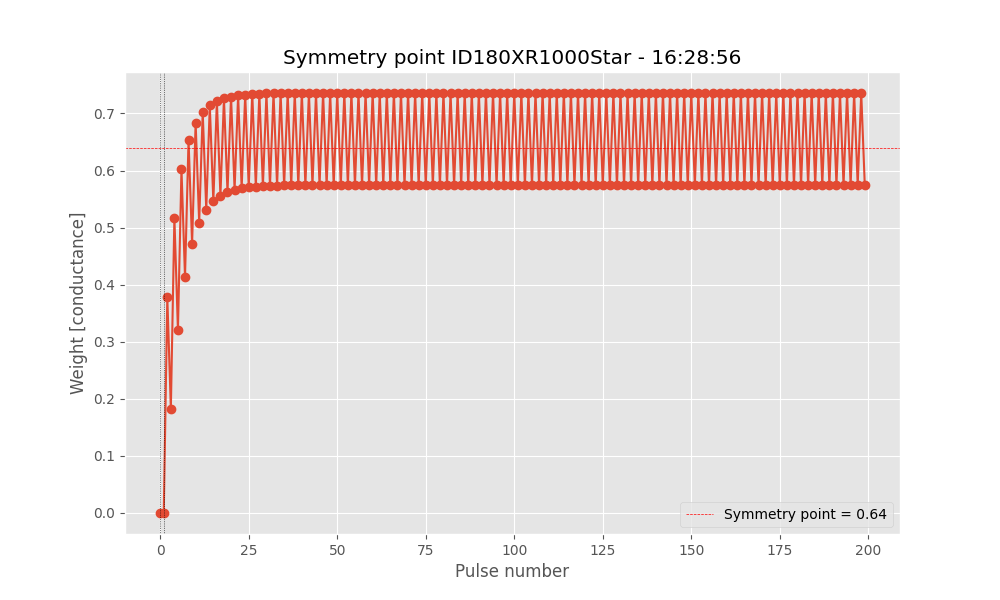 Symmetry point ID180XR1000Star - 16:28:56
Weight [conductance]
0.7
0.6
0.5
0.4
0.3
0.2
0.1
0.0
Symmetry point = 0.64
0 25 50 75 100 125 150 175 200
Pulse number